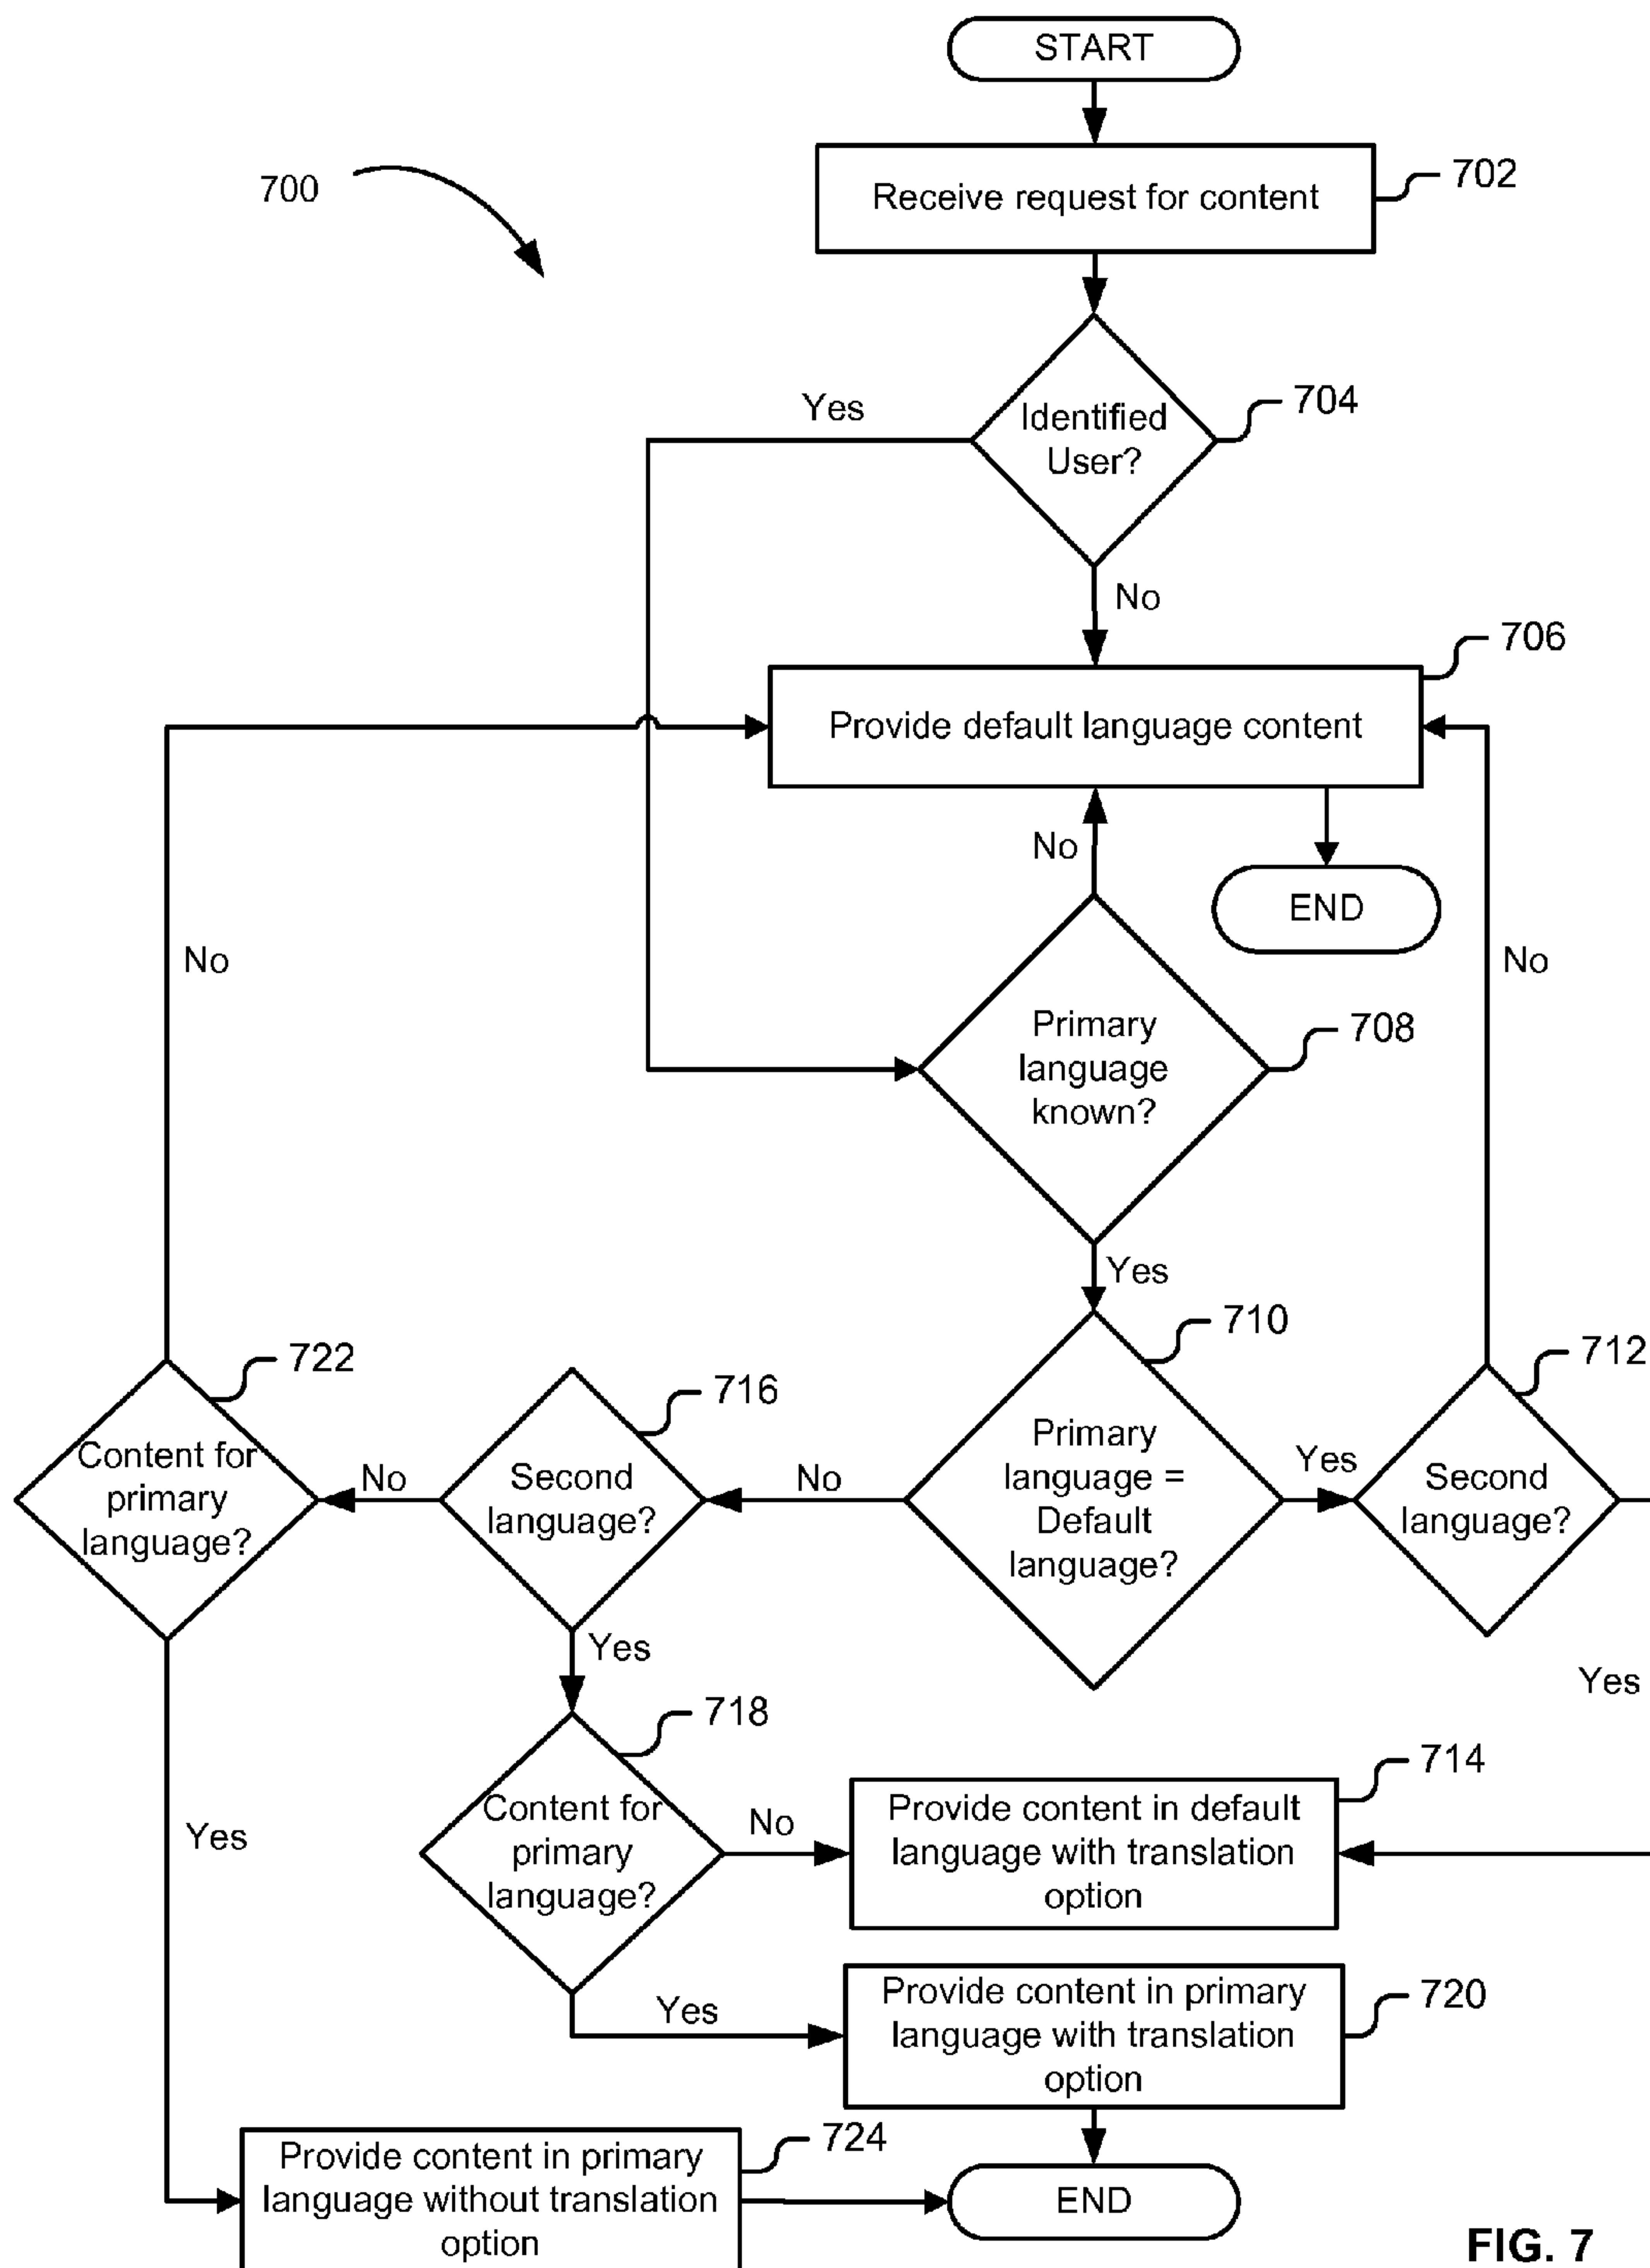 START
700
Receive request for content
702
Yes
Identified
User?
704
No
706
Provide default language content
No
END
No
No
Primary
language
known?
708
Yes
710
722
716
712
Content for
primary
language?
No
Second
language?
No
Primary
language =
Default
language?
Yes
Second
language?
Yes
Yes
718
714
Content for
primary
language?
No
Provide content in default
language with translation
option
Yes
Yes
Provide content in primary
language with translation
option
720
724
Provide content in primary
language without translation
option
END
FIG. 7